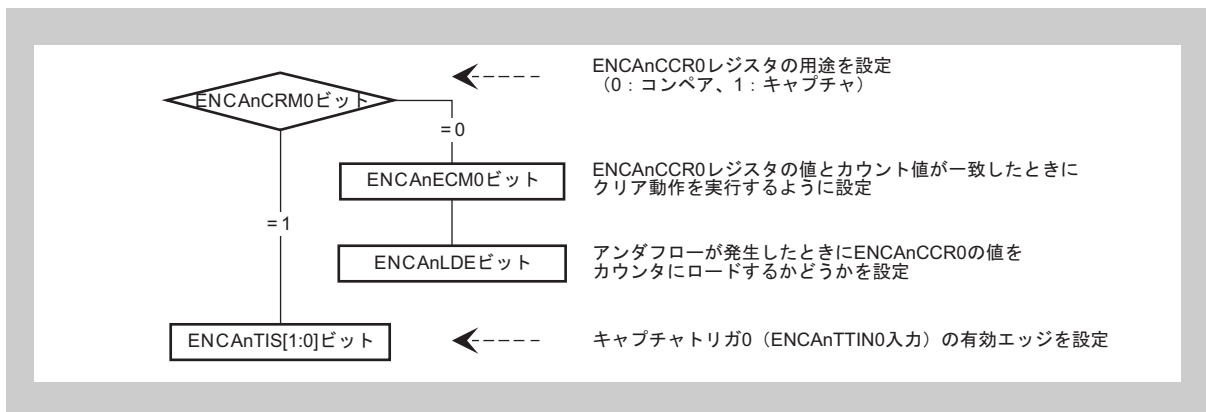 ENCAnCCR0レジスタの用途を設定
（0：コンペア、1：キャプチャ）
ENCAnCRM0ビット
= 0
ENCAnECM0ビット
ENCAnCCR0レジスタの値とカウント値が一致したときに
クリア動作を実行するように設定
= 1
ENCAnLDEビット
アンダフローが発生したときにENCAnCCR0の値を
カウンタにロードするかどうかを設定
ENCAnTIS[1:0]ビット
キャプチャトリガ0（ENCAnTTIN0入力）の有効エッジを設定